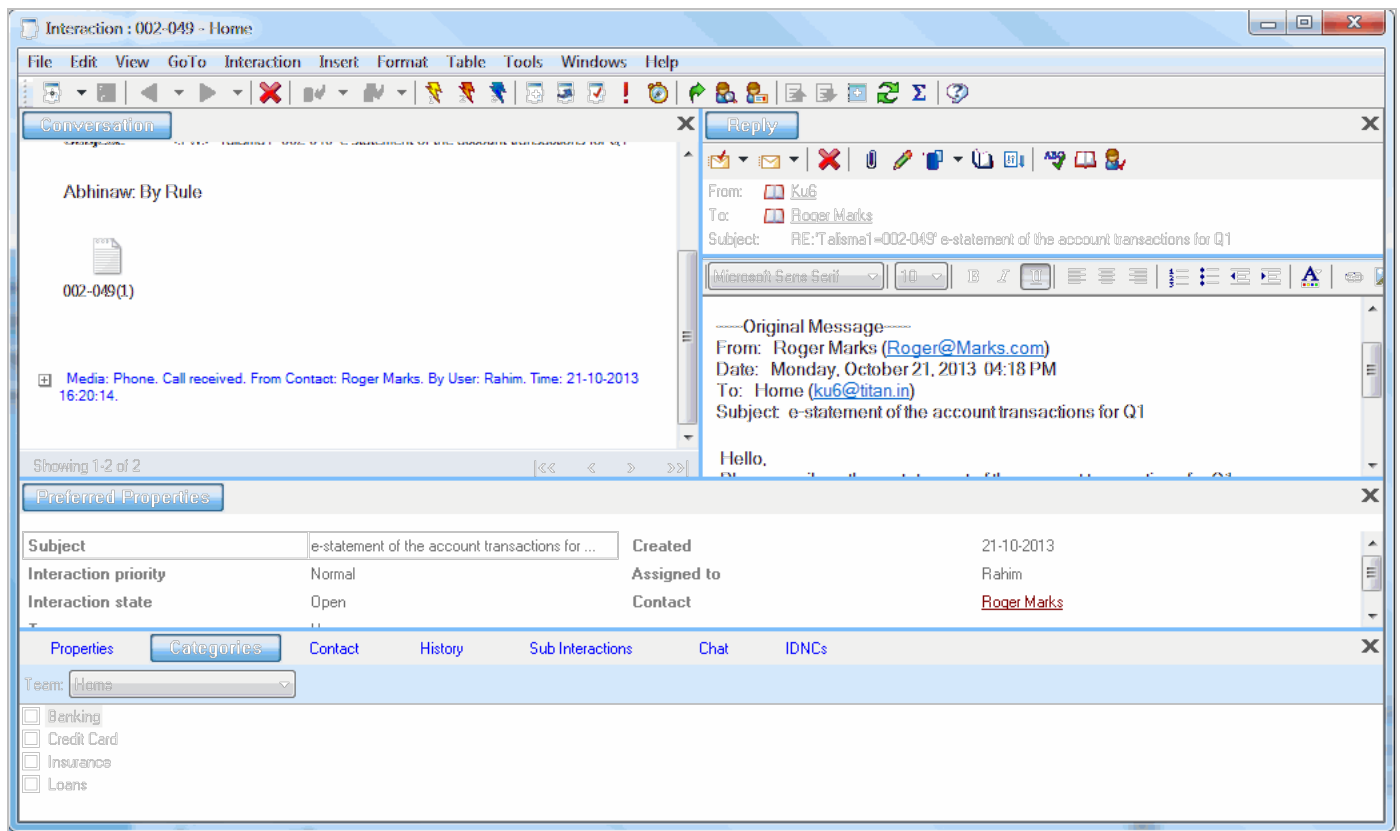 Interaction : 002-049 - Home
File Edit View GoTo Interaction Insert Format Table Tools Windows Help
Conversation
Abhinaw: By Rule
002-049(1)
Media: Phone. Call received. From Contact: Roger Marks. By User: Rahim. Time: 21-10-2013
16:20:14.
Showing 1-2 of 2
Reply
From: Ku6
To: Roger Marks
Subject: RE:'Talisma1=002-049' e-statement of the account transactions for Q1
Microsoft Sans Serif 10 B I U
-----Original Message-----
From: Roger Marks (Roger@Marks.com)
Date: Monday, October 21, 2013 04:18 PM
To: Home (ku6@titan.in)
Subject: e-statement of the account transactions for Q1
Hello,
Preferred Properties
Subject e-statement of the account transactions for ... Created 21-10-2013
Interaction priority Normal Assigned to Rahim
Interaction state Open Contact Roger Marks
Properties Categories Contact History Sub Interactions Chat IDNCs
Team: Home
Banking
Credit Card
Insurance
Loans